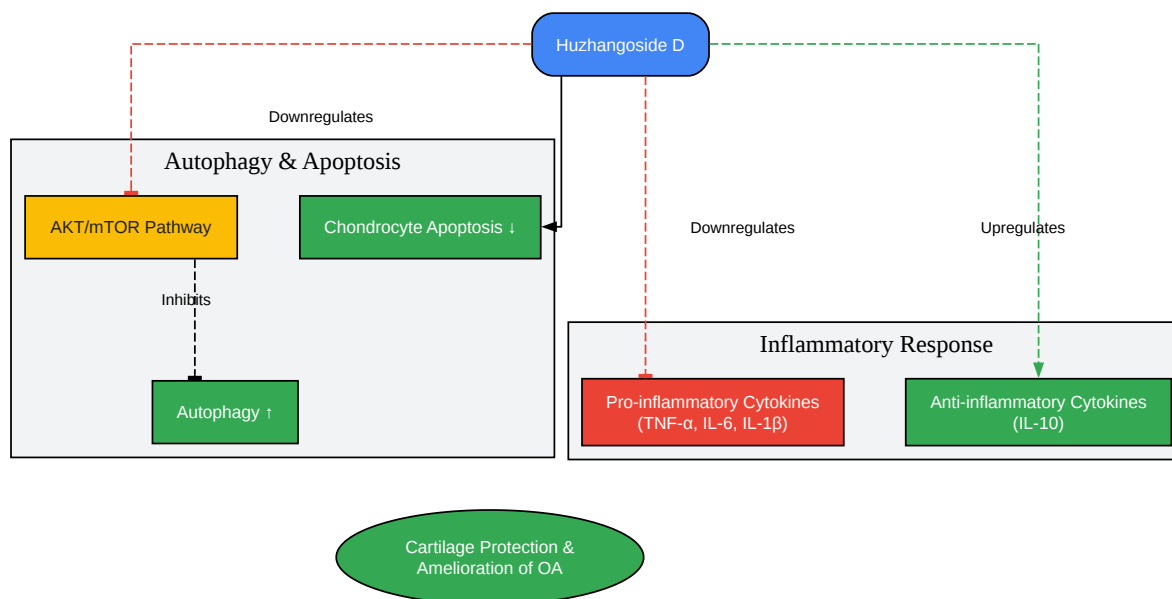 Huzhangoside D
Downregulates
Autophagy & Apoptosis
AKT/mTOR Pathway
Chondrocyte Apoptosis ↓
Downregulates
Upregulates
Inhibits
Inflammatory Response
Autophagy ↑
Pro-inflammatory Cytokines
(TNF-α, IL-6, IL-1β)
Anti-inflammatory Cytokines
(IL-10)
Cartilage Protection &
Amelioration of OA